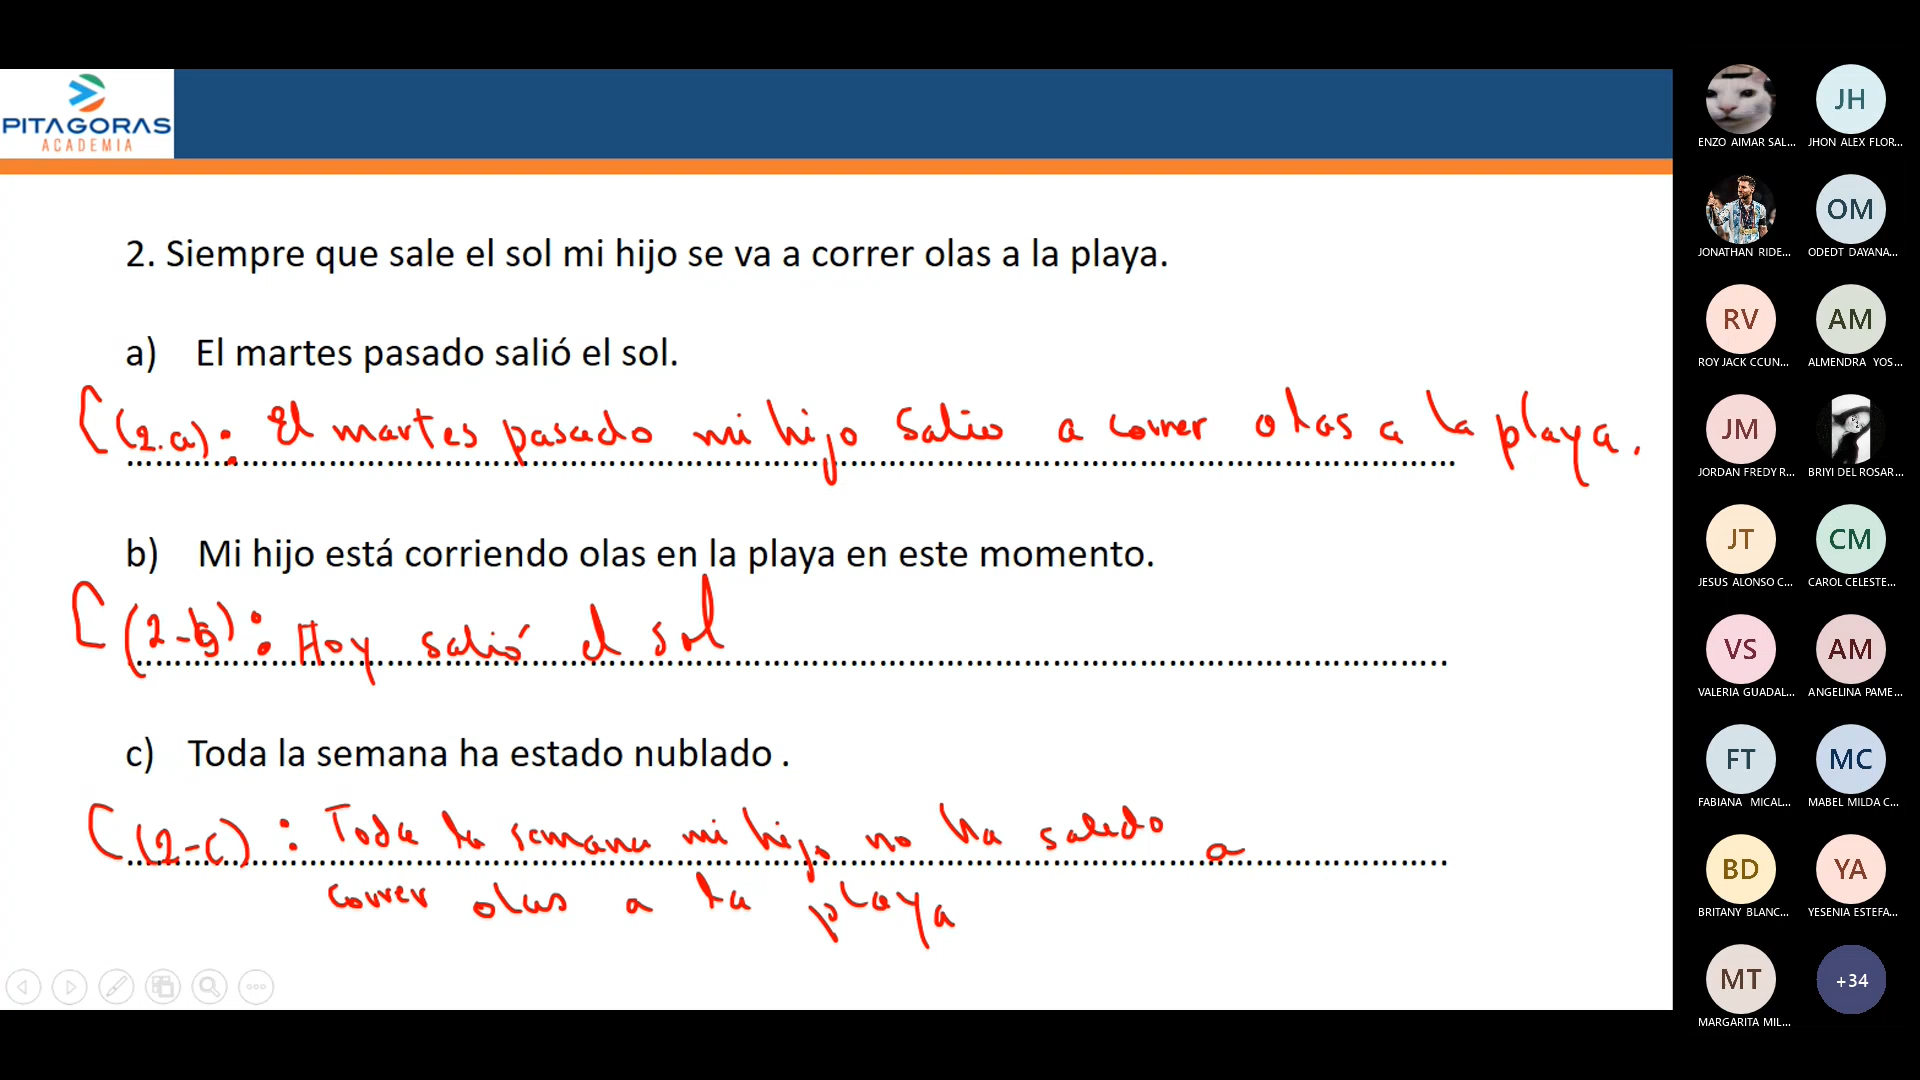 PITAGORAS
ACADEMIA
2. Siempre que sale el sol mi hijo se va a correr olas a la playa.
a) El martes pasado salió el sol.
C(2.a): El martes pasado mi hijo salio a correr olas a la playa.
b) Mi hijo está corriendo olas en la playa en este momento.
C(2-b): Hoy salió el sol
c) Toda la semana ha estado nublado .
C(2-c): Toda la semana mi hijo no ha salido a
correr olas a la playa
ENZO AIMAR SAL...
JH
JHON ALEX FLOR...
JONATHAN RIDE...
OM
ODEDT DAYANA...
RV
ROY JACK CCUN...
AM
ALMENDRA YOS...
JM
JORDAN FREDY R...
BRIYI DEL ROSAR...
JT
JESUS ALONSO C...
CM
CAROL CELESTE...
VS
VALERIA GUADAL...
AM
ANGELINA PAME...
FT
FABIANA MICAL...
MC
MABEL MILDA C...
BD
BRITANY BLANC...
YA
YESENIA ESTEFA...
MT
MARGARITA MIL...
+34